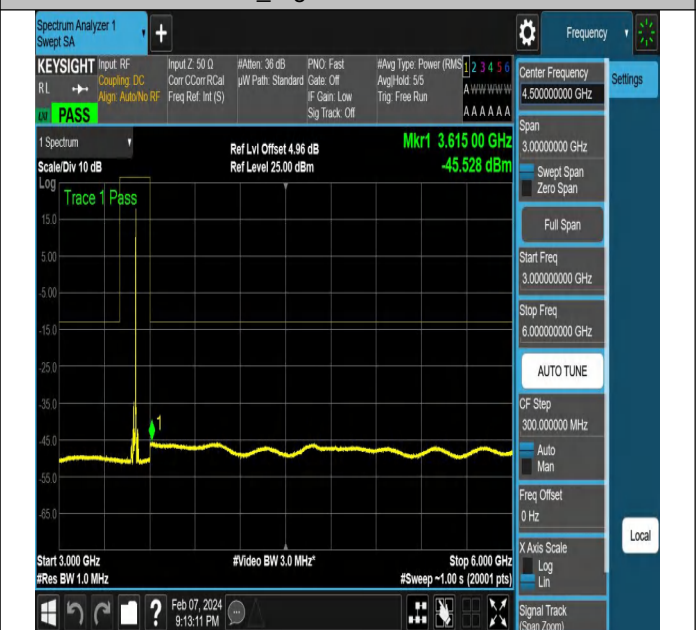 Spectrum Analyzer 1
Swept SA
Frequency
KEYSIGHT
RL
PASS
Input: RF
Coupling: DC
Align: Auto/No RF
Input Z: 50 Ω
Corr CCorr RCal
Freq Ref: Int (S)
#Atten: 36 dB
µW Path: Standard
PNO: Fast
Gate: Off
IF Gain: Low
Sig Track: Off
#Avg Type: Power (RMS
Avg|Hold: 5/5
Trig: Free Run
1 2 3 4 5 6
A W W W W W
A A A A A A
1 Spectrum
Scale/Div 10 dB
Ref Lvl Offset 4.96 dB
Ref Level 25.00 dBm
Mkr1 3.615 00 GHz
-45.528 dBm
Log
Trace 1 Pass
15.0
5.00
-5.00
-15.0
-25.0
-35.0
-45.0
-55.0
-65.0
1
Start 3.000 GHz
#Res BW 1.0 MHz
#Video BW 3.0 MHz*
Stop 6.000 GHz
#Sweep ~1.00 s (20001 pts)
Center Frequency
4.500000000 GHz
Settings
Span
3.00000000 GHz
Swept Span
Zero Span
Full Span
Start Freq
3.000000000 GHz
Stop Freq
6.000000000 GHz
AUTO TUNE
CF Step
300.000000 MHz
Auto
Man
Freq Offset
0 Hz
Local
X Axis Scale
Log
Lin
Signal Track
(Span Zoom)
?
Feb 07, 2024
9:13:11 PM